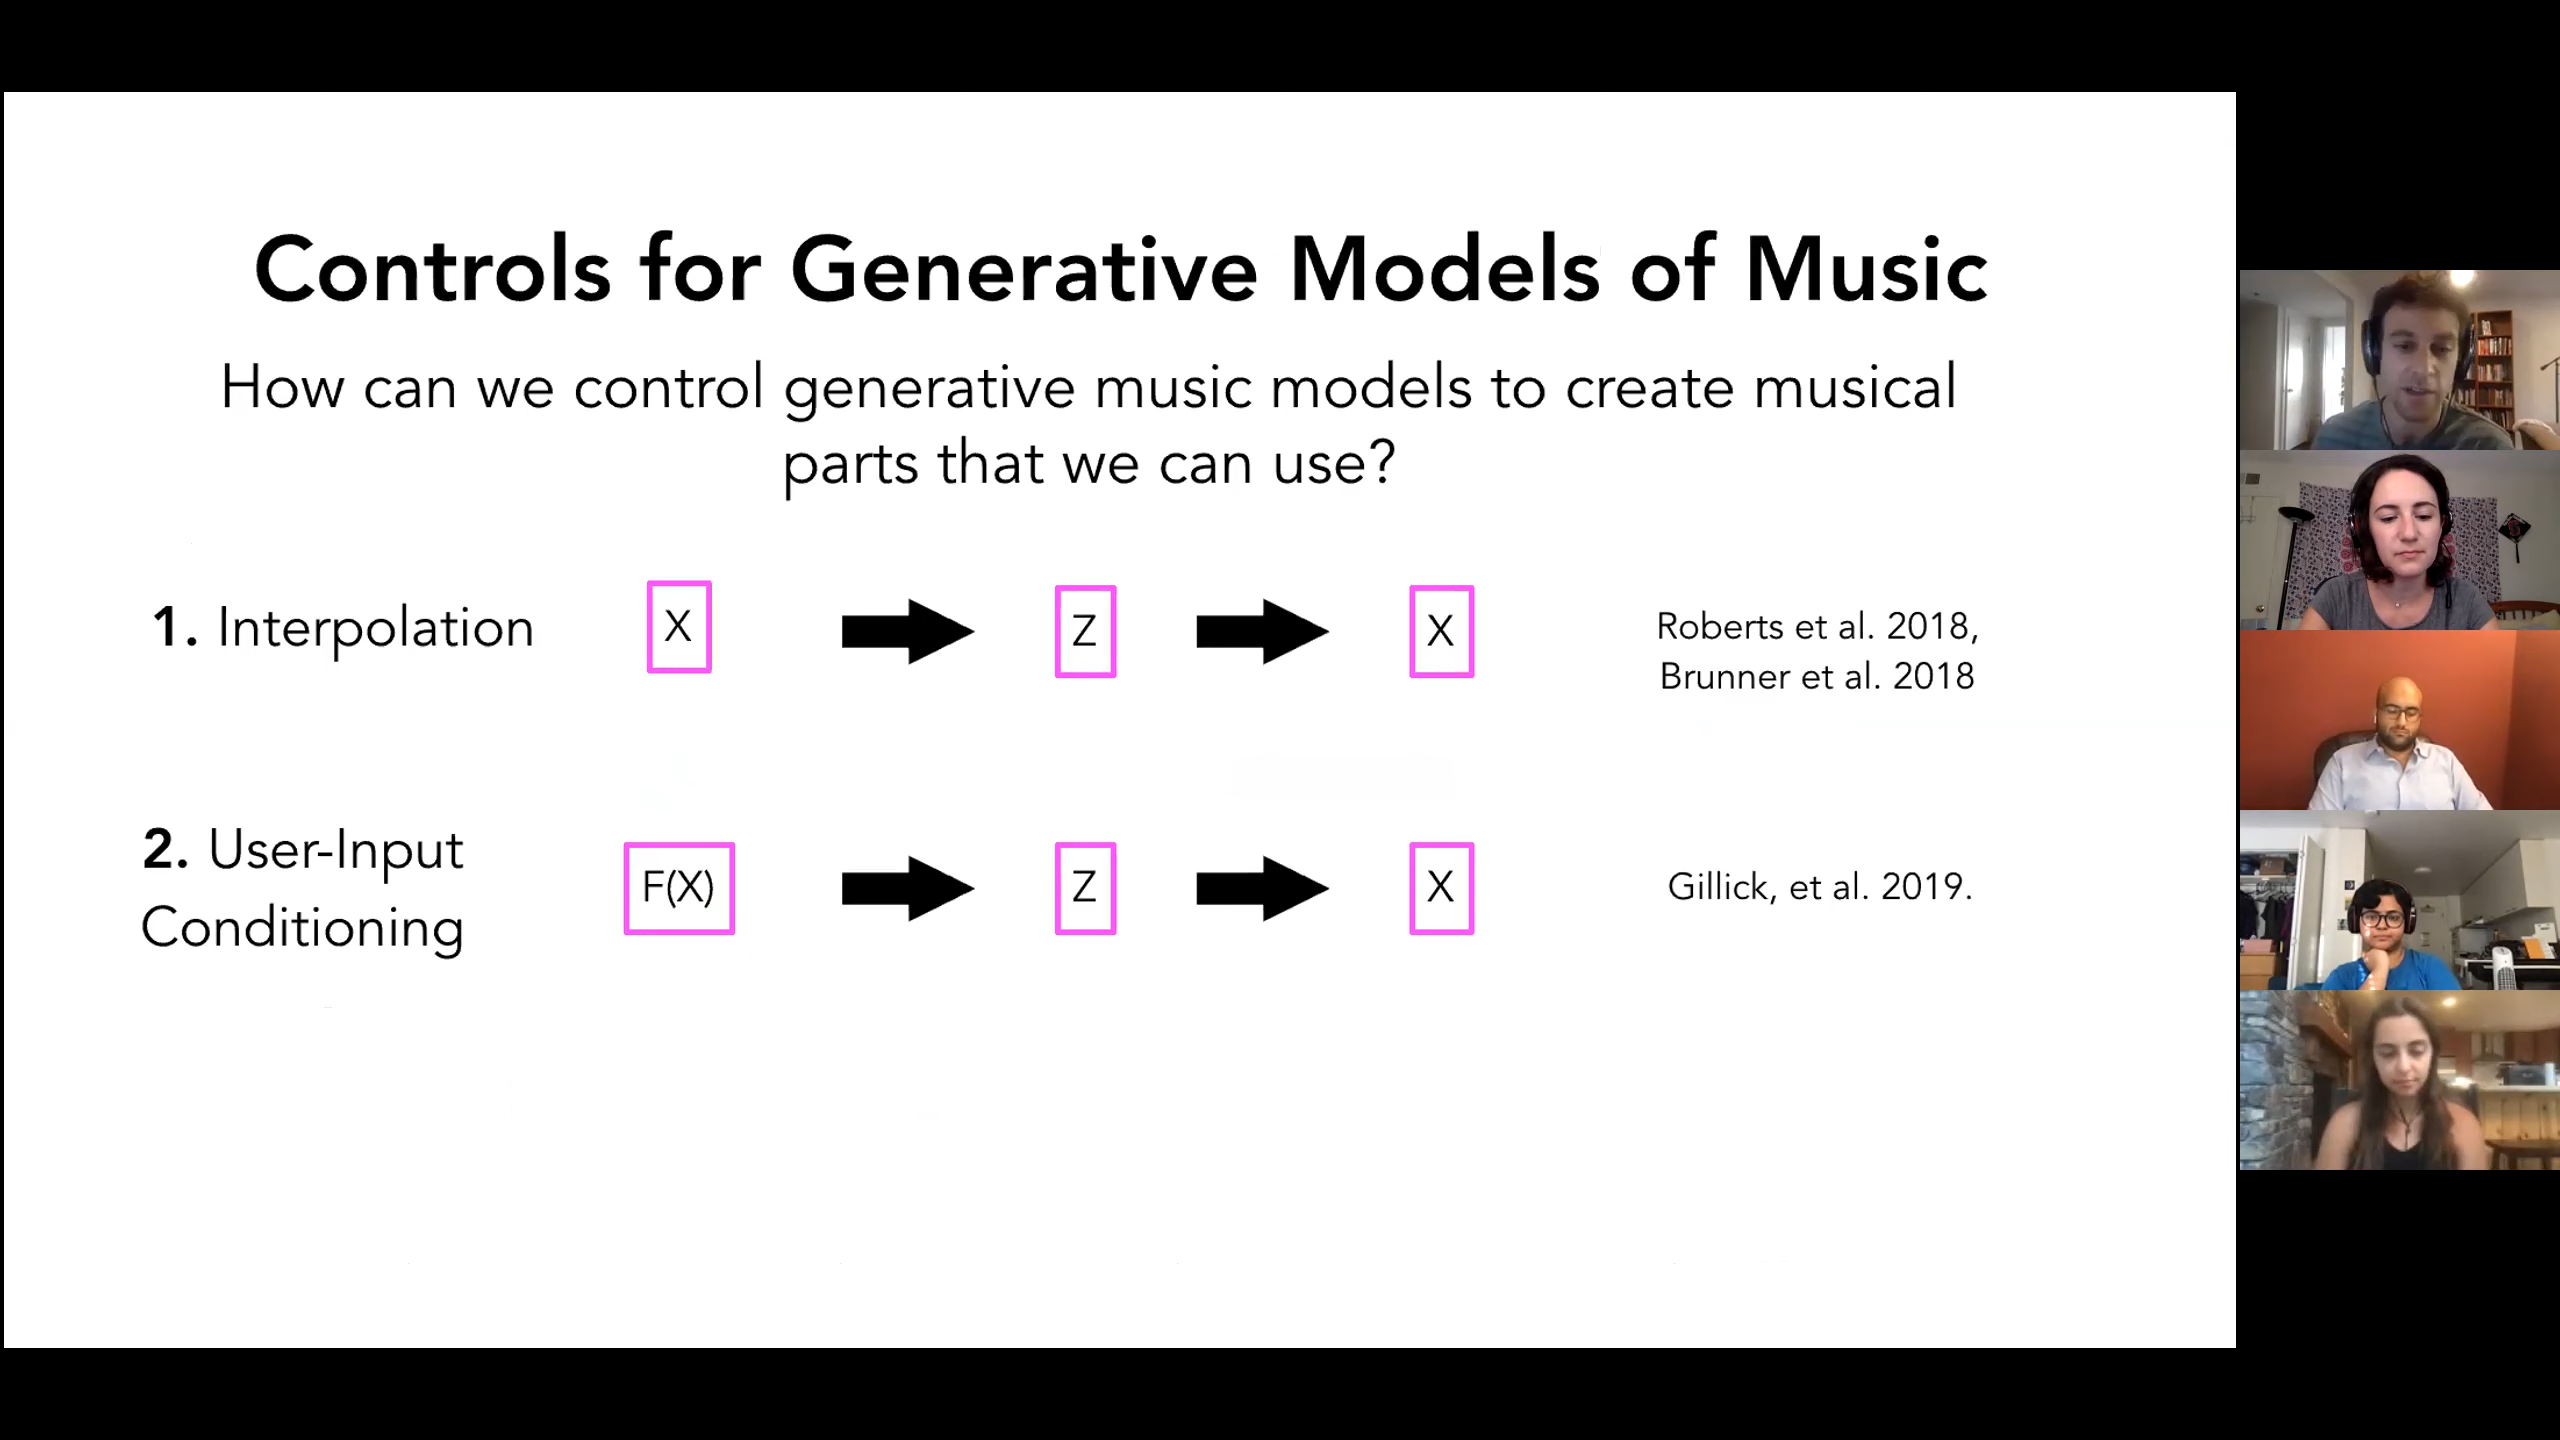 Controls for Generative Models of Music
How can we control generative music models to create musical
parts that we can use?
1. Interpolation
X
Z
X
Roberts et al. 2018,
Brunner et al. 2018
2. User-Input
Conditioning
F(X)
Z
X
Gillick, et al. 2019.